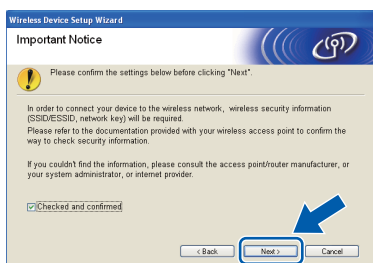 Wireless Device Setup Wizard
Important Notice
Please confirm the settings below before clicking "Next".
In order to connect your device to the wireless network, wireless security information
(SSID/ESSID, network key) will be required.
Please refer to the documentation provided with your wireless access point to confirm the
way to check security information.
If you couldn't find the information, please consult the access point/router manufacturer, or
your system administrator, or internet provider.
Checked and confirmed
< Back
Next >
Cancel